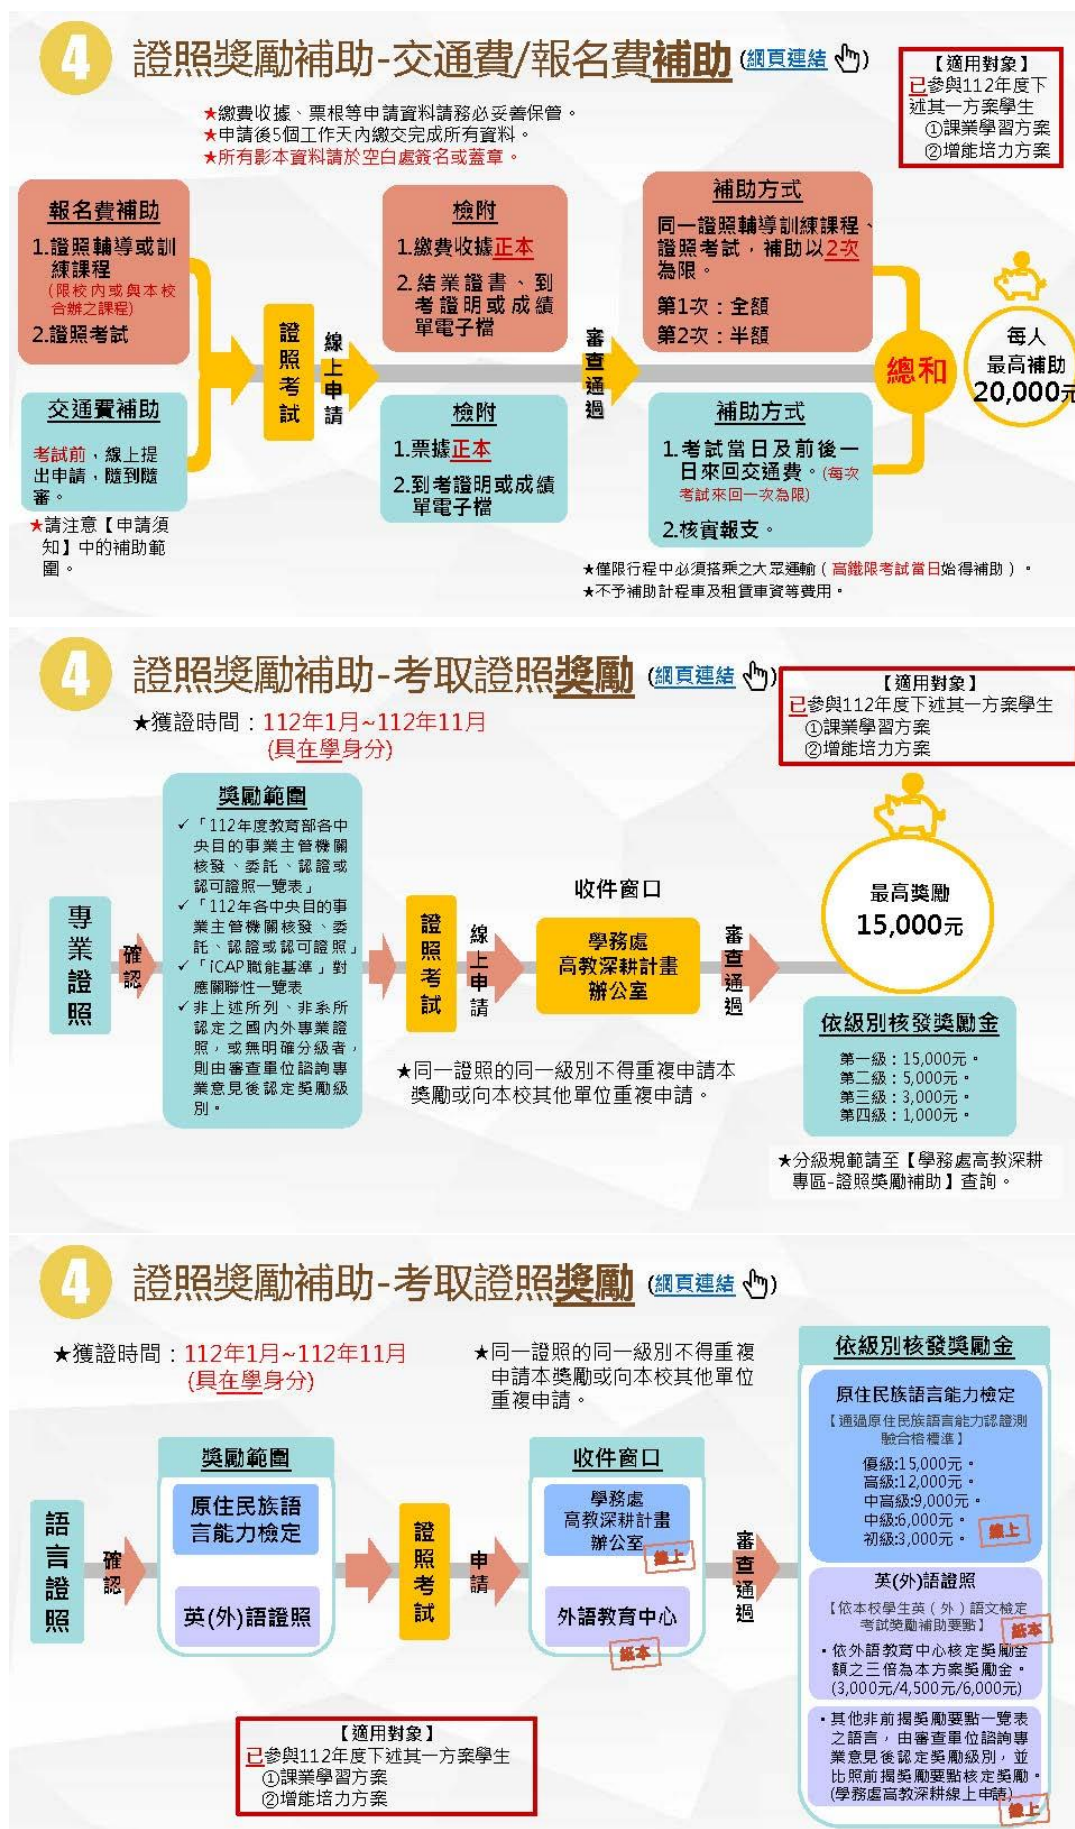 4
證照獎勵補助-交通費/報名費補助 (網頁連結)
【適用對象】
已參與112年度下
述其一方案學生
①課業學習方案
②增能培力方案
★繳費收據、票根等申請資料請務必妥善保管。
★申請後5個工作天內繳交完成所有資料。
★所有影本資料請於空白處簽名或蓋章。
報名費補助
1.證照輔導或訓
練課程
(限校內或與本校
合辦之課程)
2.證照考試
交通費補助
考試前，線上提
出申請，隨到隨
審。
★請注意【申請須
知】中的補助範
圍。
證照考試
線上申請
檢附
1.繳費收據正本
2.結業證書、到
考證明或成績
單電子檔
檢附
1.票據正本
2.到考證明或成績
單電子檔
審查通過
補助方式
同一證照輔導訓練課程、
證照考試，補助以2次
為限。
第1次：全額
第2次：半額
補助方式
1.考試當日及前後一
日來回交通費。(每次
考試來回一次為限)
2.核實報支。
總和
每人
最高補助
20,000元
★僅限行程中必須搭乘之大眾運輸（高鐵限考試當日始得補助）。
★不予補助計程車及租賃車資等費用。
4
證照獎勵補助-考取證照獎勵 (網頁連結)
【適用對象】
已參與112年度下述其一方案學生
①課業學習方案
②增能培力方案
★獲證時間：112年1月~112年11月
(具在學身分)
專業證照
確認
獎勵範圍
✓「112年度教育部各中
央目的事業主管機關
核發、委託、認證或
認可證照一覽表」
✓「112年各中央目的事
業主管機關核發、委
託、認證或認可證照」
✓「iCAP職能基準」對
應關聯性一覽表
✓非上述所列、非系所
認定之國內外專業證
照，或無明確分級者，
則由審查單位諮詢專
業意見後認定獎勵級
別。
證照考試
線上申請
收件窗口
學務處
高教深耕計畫
辦公室
審查通過
最高獎勵
15,000元
依級別核發獎勵金
第一級：15,000元。
第二級：5,000元。
第三級：3,000元。
第四級：1,000元。
★同一證照的同一級別不得重複申請本
獎勵或向本校其他單位重複申請。
★分級規範請至【學務處高教深耕
專區-證照獎勵補助】查詢。
4
證照獎勵補助-考取證照獎勵 (網頁連結)
★獲證時間：112年1月~112年11月
(具在學身分)
★同一證照的同一級別不得重複
申請本獎勵或向本校其他單位
重複申請。
語言證照
確認
獎勵範圍
原住民族語
言能力檢定
英(外)語證照
證照考試
申請
收件窗口
學務處
高教深耕計畫
辦公室
線上
外語教育中心
紙本
審查通過
依級別核發獎勵金
原住民族語言能力檢定
【通過原住民族語言能力認證測
驗合格標準】
優級:15,000元。
高級:12,000元。
中高級:9,000元。
中級:6,000元。
初級:3,000元。
線上
英(外)語證照
【依本校學生英（外）語文檢定
考試獎勵補助要點】
紙本
•依外語教育中心核定獎勵金
額之三倍為本方案獎勵金。
(3,000元/4,500元/6,000元)
•其他非前揭獎勵要點一覽表
之語言，由審查單位諮詢專
業意見後認定獎勵級別，並
比照前揭獎勵要點核定獎勵。
(學務處高教深耕線上申請)
線上
【適用對象】
已參與112年度下述其一方案學生
①課業學習方案
②增能培力方案